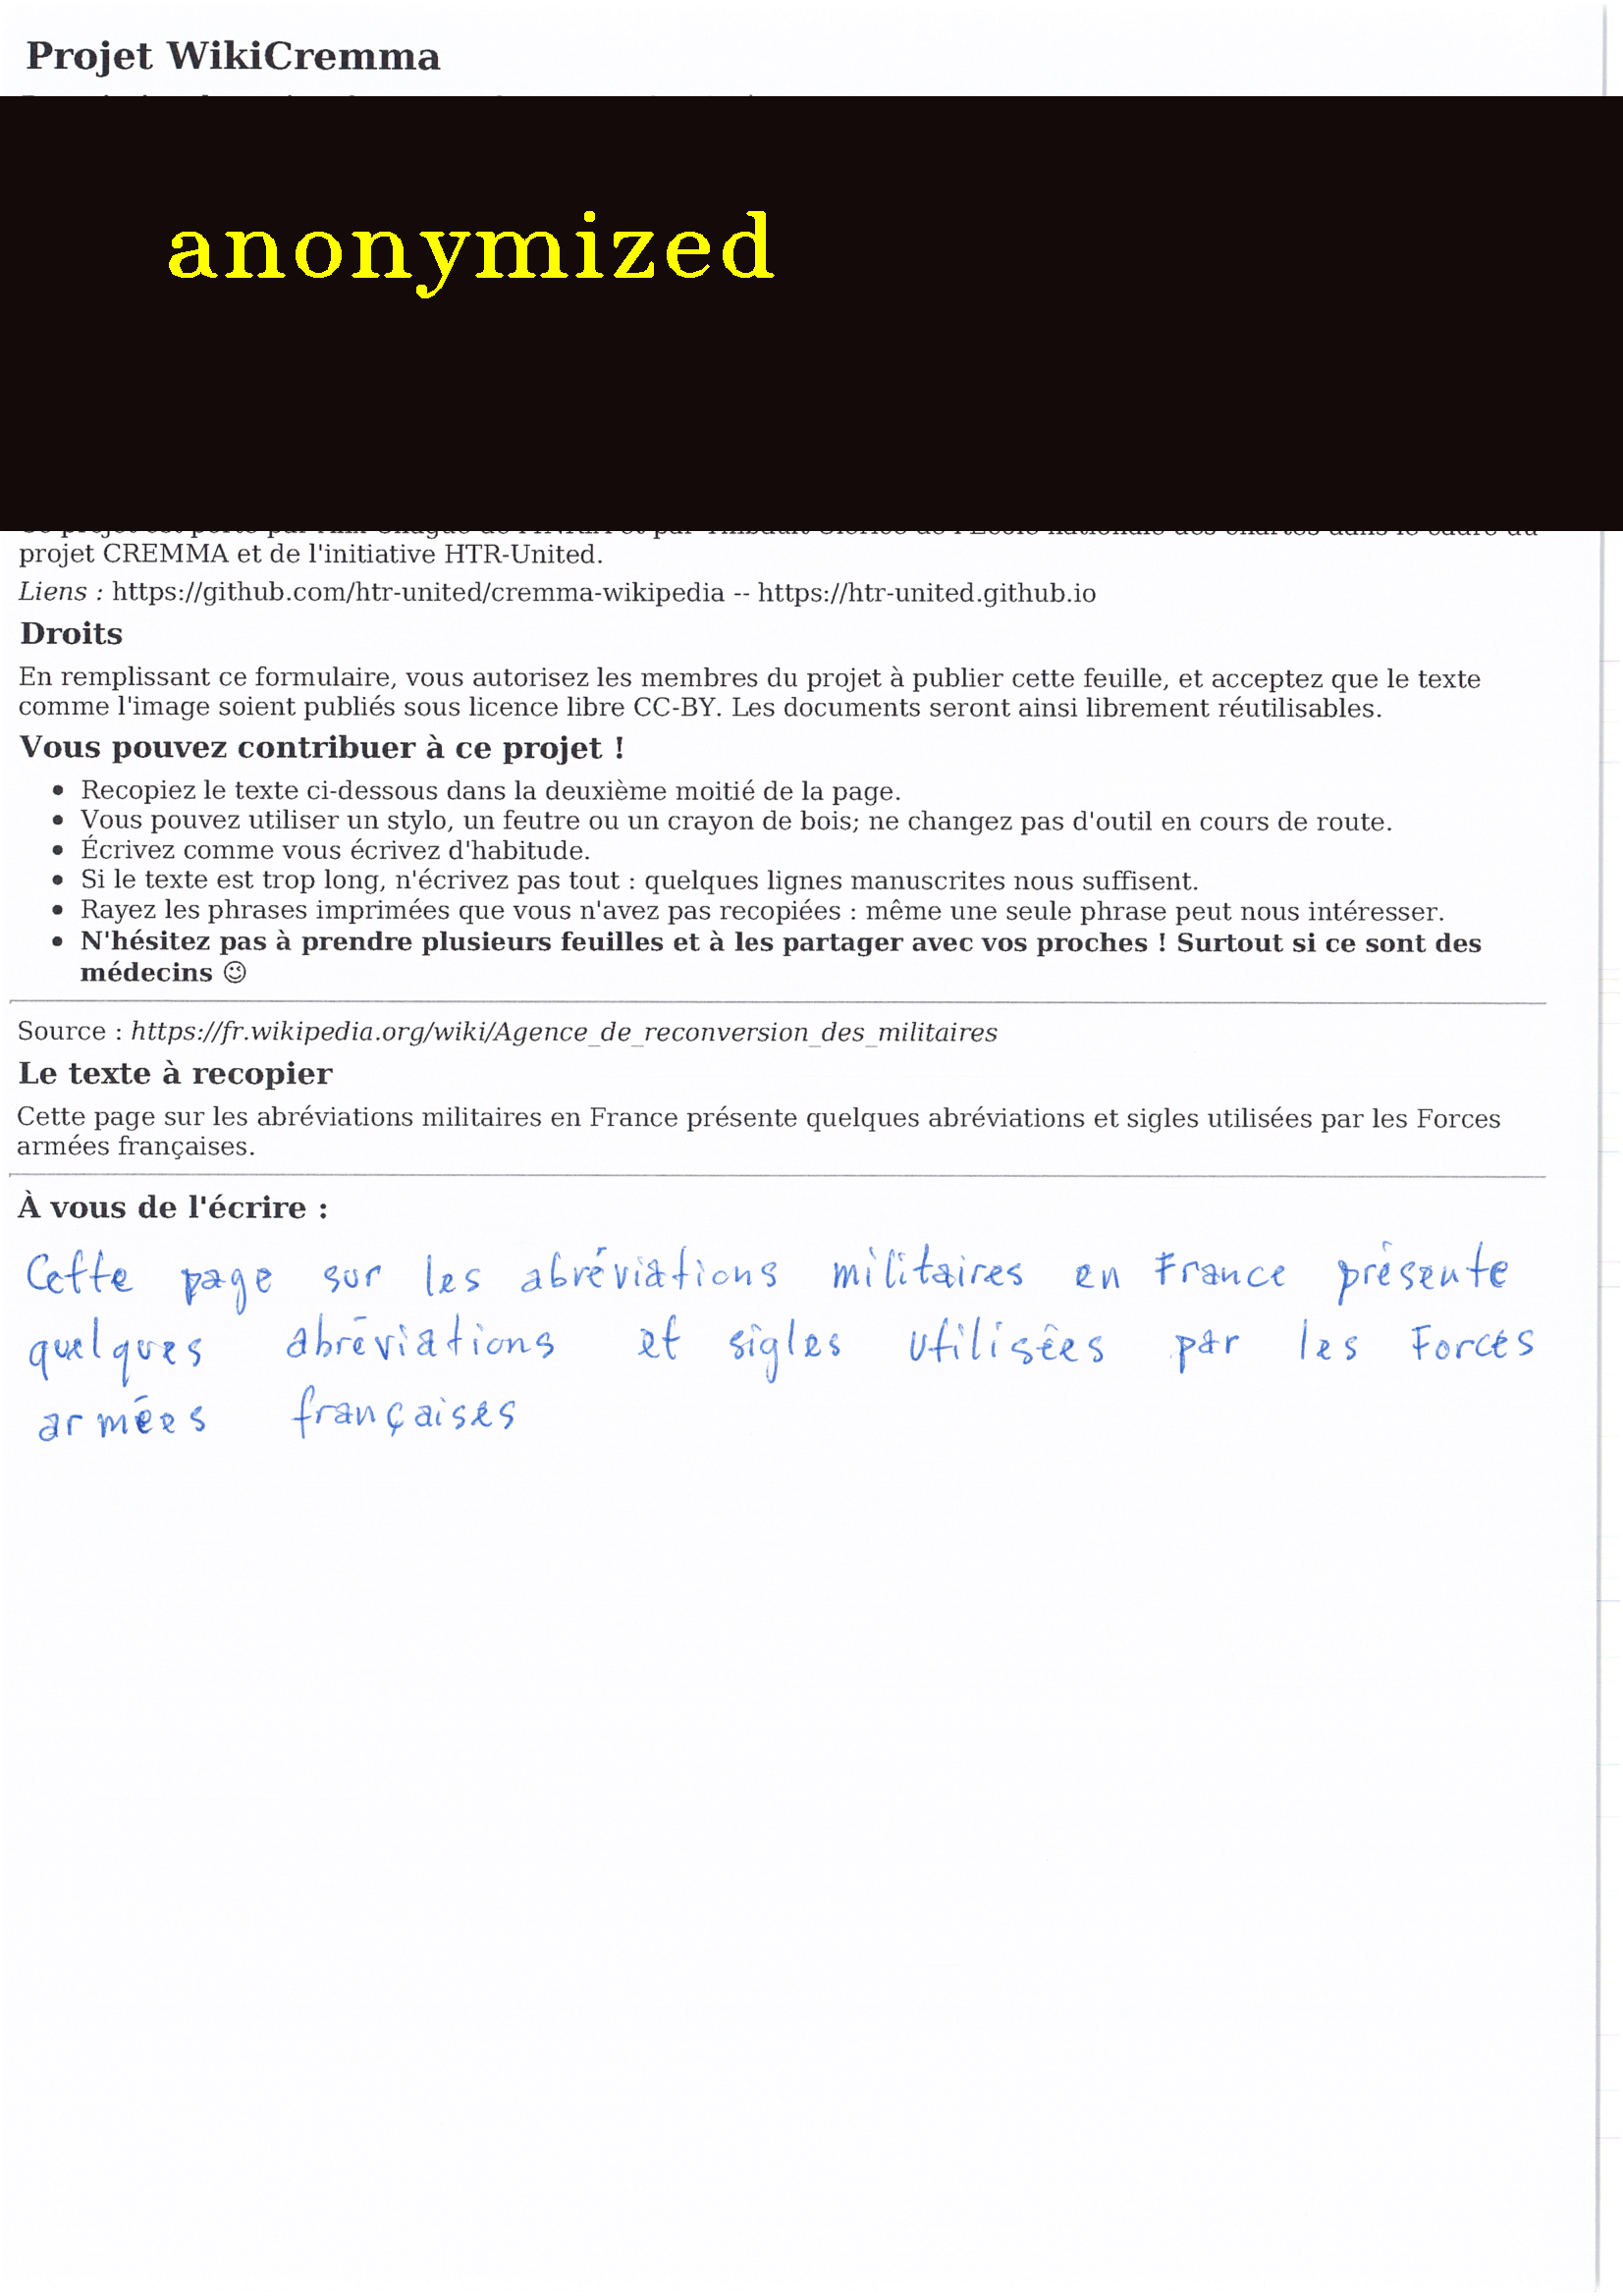 Projet WikiCremma
anonymized
projet CREMMA et de l'initiative HTR-United.
Liens : https://github.com/htr-united/cremma-wikipedia -- https://htr-united.github.io
Droits
En remplissant ce formulaire, vous autorisez les membres du projet à publier cette feuille, et acceptez que le texte
comme l'image soient publiés sous licence libre CC-BY. Les documents seront ainsi librement réutilisables.
Vous pouvez contribuer à ce projet !
• Recopiez le texte ci-dessous dans la deuxième moitié de la page.
• Vous pouvez utiliser un stylo, un feutre ou un crayon de bois; ne changez pas d'outil en cours de route.
• Écrivez comme vous écrivez d'habitude.
• Si le texte est trop long, n'écrivez pas tout : quelques lignes manuscrites nous suffisent.
• Rayez les phrases imprimées que vous n'avez pas recopiées : même une seule phrase peut nous intéresser.
• N'hésitez pas à prendre plusieurs feuilles et à les partager avec vos proches ! Surtout si ce sont des
médecins 😉
Source : https://fr.wikipedia.org/wiki/Agence_de_reconversion_des_militaires
Le texte à recopier
Cette page sur les abréviations militaires en France présente quelques abréviations et sigles utilisées par les Forces
armées françaises.
À vous de l'écrire :
Cette page sur les abréviations militaires en France présente
quelques abréviations et sigles utilisées par les Forces
armées françaises